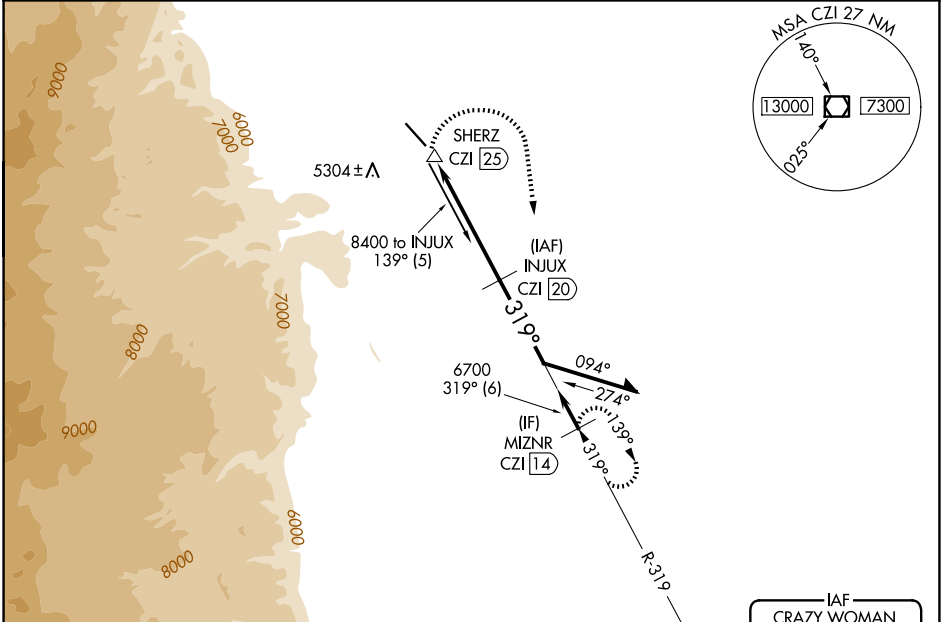 MSA CZI 27 NM
140°
13000
7300
025°
9000
6000
7000
SHERZ
CZI 25
5304±
8400 to INJUX
139° (5)
(IAF)
INJUX
CZI 20
7000
319°
8000
094°
6700
319° (6)
274°
(IF)
MIZNR
CZI 14
139°
319°
9000
6000
8000
R-319
IAF
CRAZY WOMAN